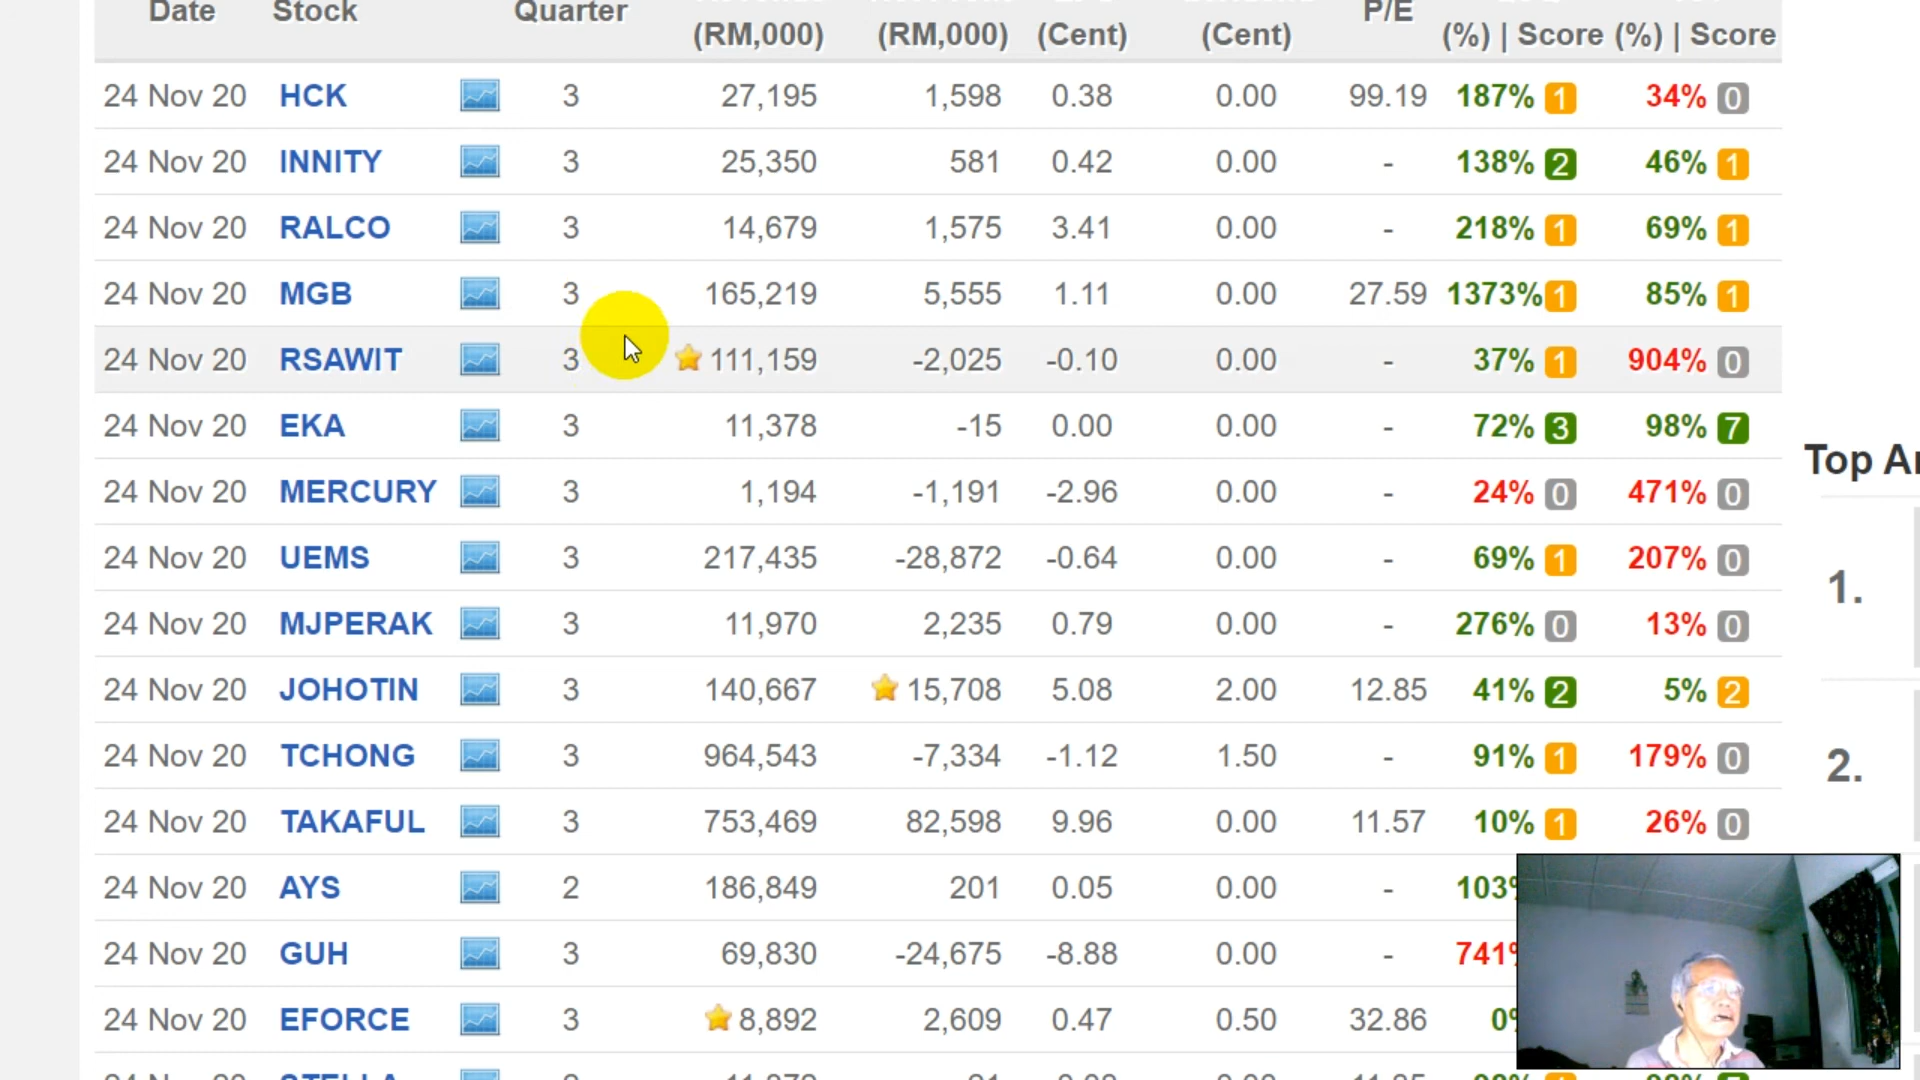 Date Stock Quarter P/E
(RM,000) (RM,000) (Cent) (Cent) (%) | Score (%) | Score
24 Nov 20 HCK 3 27,195 1,598 0.38 0.00 99.19 187% 1 34% 0
24 Nov 20 INNITY 3 25,350 581 0.42 0.00 - 138% 2 46% 1
24 Nov 20 RALCO 3 14,679 1,575 3.41 0.00 - 218% 1 69% 1
24 Nov 20 MGB 3 165,219 5,555 1.11 0.00 27.59 1373% 1 85% 1
24 Nov 20 RSAWIT 3 111,159 -2,025 -0.10 0.00 - 37% 1 904% 0
24 Nov 20 EKA 3 11,378 -15 0.00 0.00 - 72% 3 98% 7
24 Nov 20 MERCURY 3 1,194 -1,191 -2.96 0.00 - 24% 0 471% 0
24 Nov 20 UEMS 3 217,435 -28,872 -0.64 0.00 - 69% 1 207% 0
24 Nov 20 MJPERAK 3 11,970 2,235 0.79 0.00 - 276% 0 13% 0
24 Nov 20 JOHOTIN 3 140,667 15,708 5.08 2.00 12.85 41% 2 5% 2
24 Nov 20 TCHONG 3 964,543 -7,334 -1.12 1.50 - 91% 1 179% 0
24 Nov 20 TAKAFUL 3 753,469 82,598 9.96 0.00 11.57 10% 1 26% 0
24 Nov 20 AYS 2 186,849 201 0.05 0.00 - 103%
24 Nov 20 GUH 3 69,830 -24,675 -8.88 0.00 - 741%
24 Nov 20 EFORCE 3 8,892 2,609 0.47 0.50 32.86 0%
Top
1.
2.